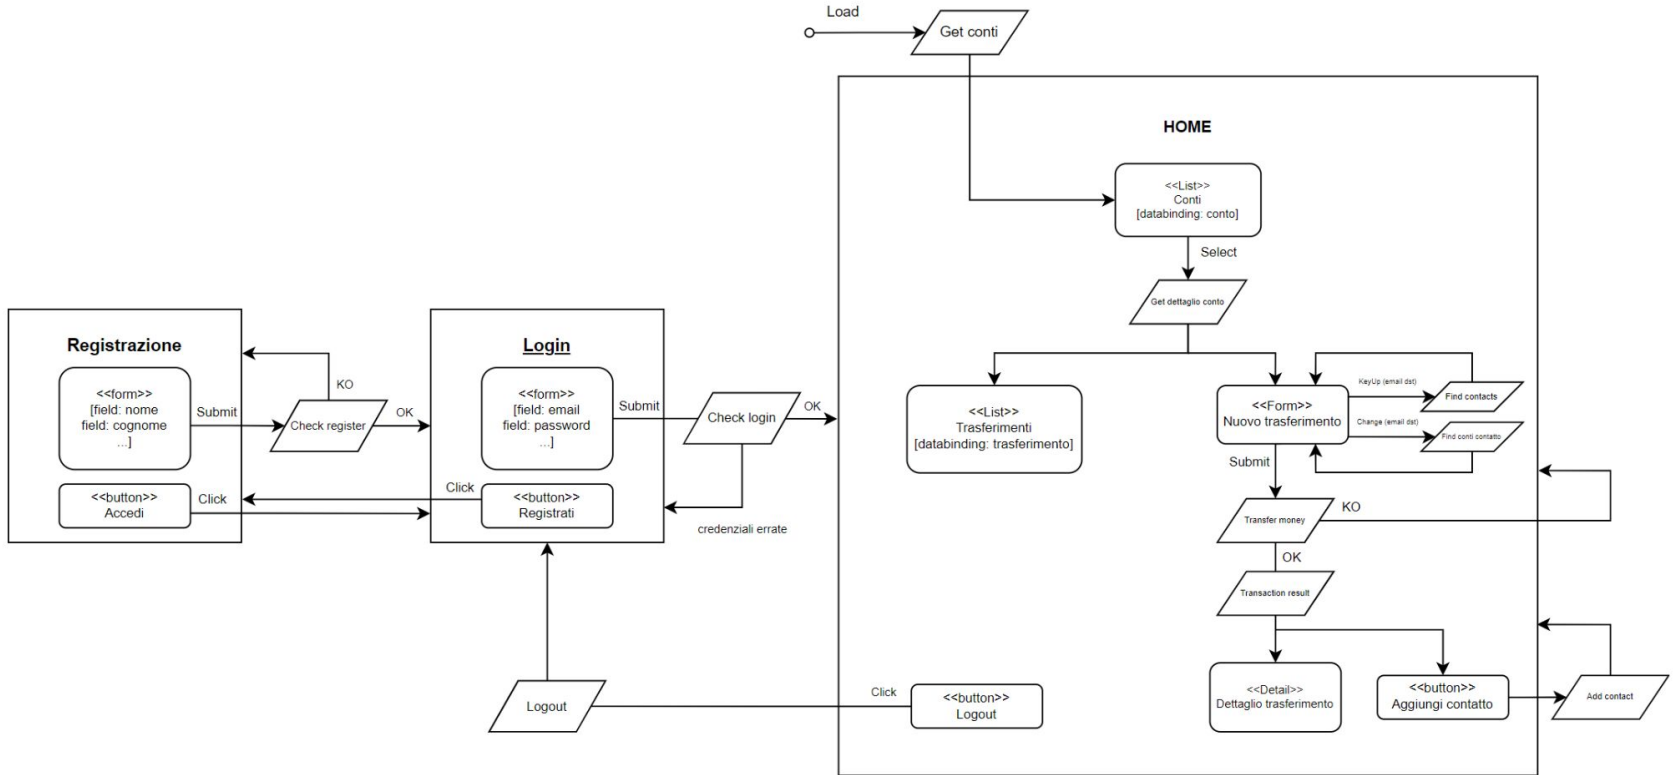 Load
Get conti
HOME
<<List>>
Conti
[databinding: conto]
Select
Get dettaglio conto
Registrazione
<<form>>
[field: nome
field: cognome
...]
Submit
KO
Check register
OK
<<button>>
Accedi
Click
Login
<<form>>
[field: email
field: password
...]
Submit
Check login
OK
Click
<<button>>
Registrati
credenziali errate
<<List>>
Trasferimenti
[databinding: trasferimento]
<<Form>>
Nuovo trasferimento
KeyUp (email dst)
Find contacts
Change (email dst)
Find conti contatto
Submit
Transfer money
KO
OK
Transaction result
<<Detail>>
Dettaglio trasferimento
<<button>>
Aggiungi contatto
Add contact
Logout
Click
<<button>>
Logout